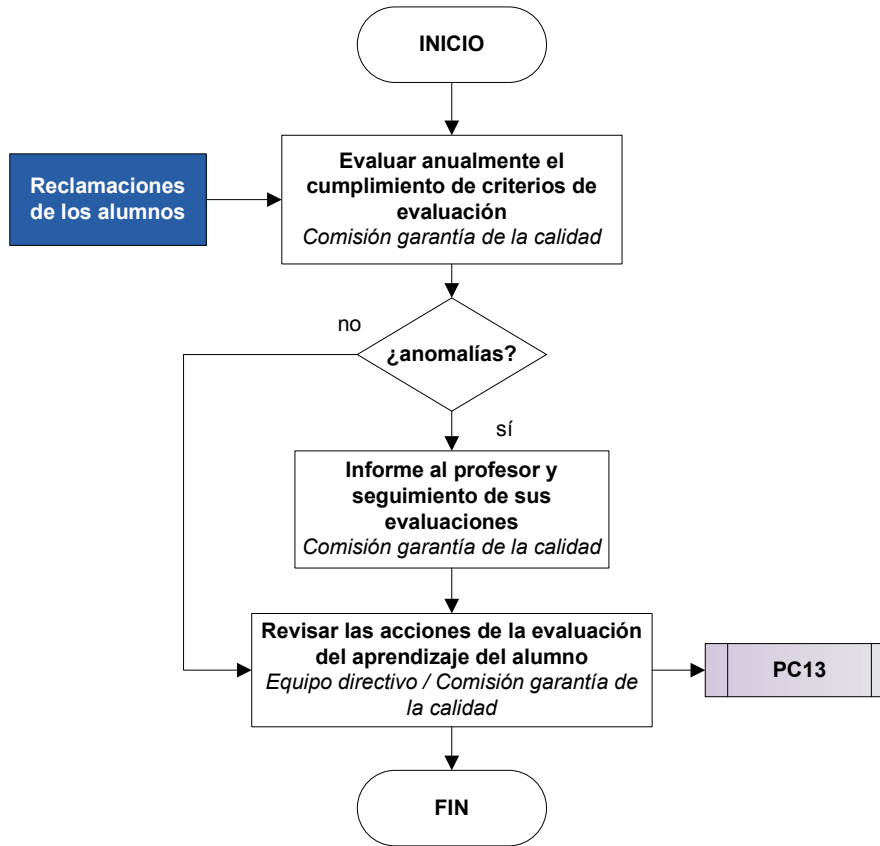 INICIO
Reclamaciones
de los alumnos
Evaluar anualmente el
cumplimiento de criterios de
evaluación
Comisión garantía de la calidad
no
¿anomalías?
sí
Informe al profesor y
seguimiento de sus
evaluaciones
Comisión garantía de la calidad
Revisar las acciones de la evaluación
del aprendizaje del alumno
Equipo directivo / Comisión garantía de
la calidad
PC13
FIN